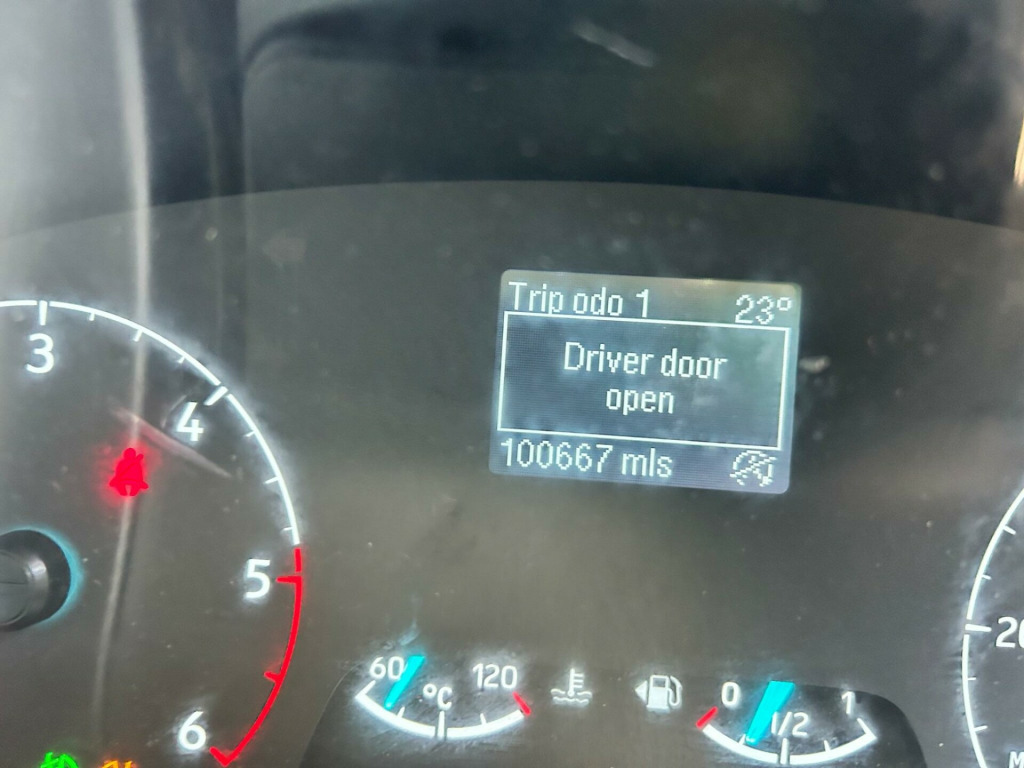 Trip odo 1 23°
Driver door
open
100667 mls
3
4
5
6
60 °C 120
0 1/2 1
20